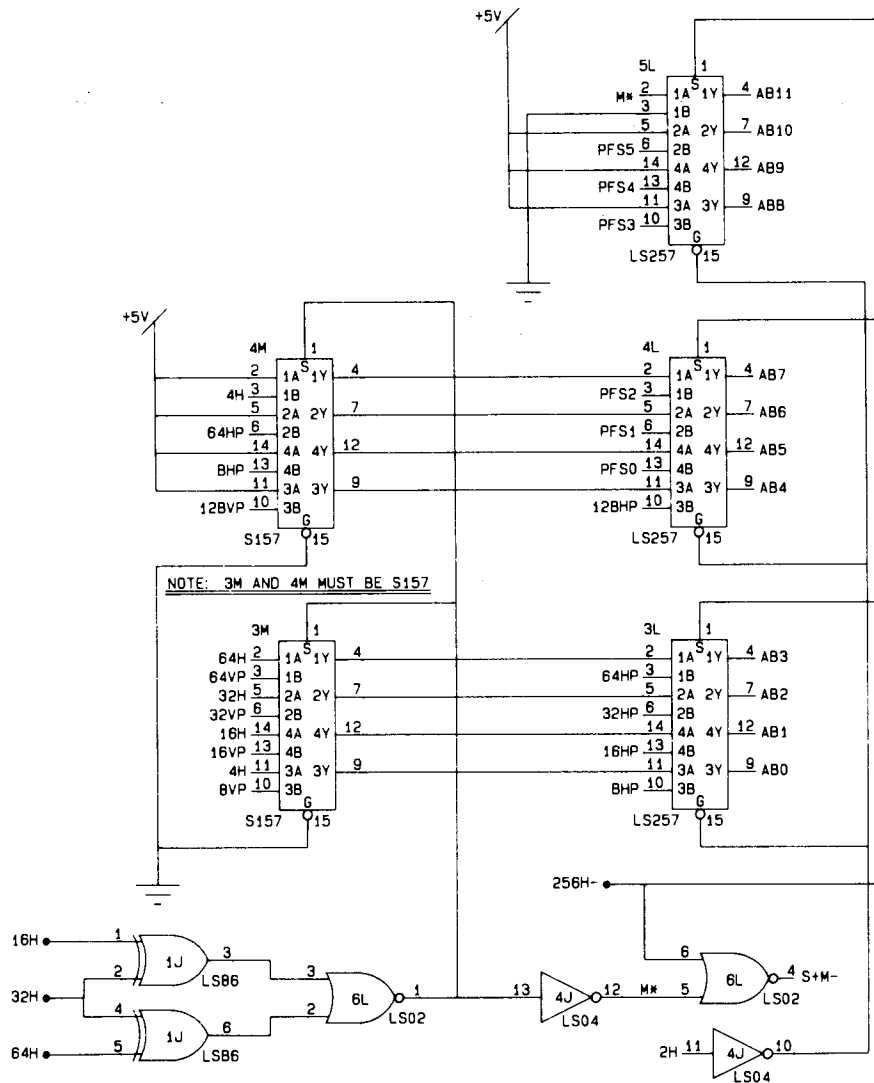 +5V
5L 1
M* 2 1A S 1Y 4 AB11
3 1B
5 2A 2Y 7 AB10
PFS5 6 2B
14 4A 4Y 12 AB9
PFS4 13 4B
11 3A 3Y 9 AB8
PFS3 10 3B
G
LS257 15
+5V
4M 1
2 1A S 1Y 4
4H 3 1B
5 2A 2Y 7
64HP 6 2B
14 4A 4Y 12
8HP 13 4B
11 3A 3Y 9
128VP 10 3B
G
S157 15
4L 1
2 1A S 1Y 4 AB7
PFS2 3 1B
5 2A 2Y 7 AB6
PFS1 6 2B
14 4A 4Y 12 AB5
PFS0 13 4B
11 3A 3Y 9 AB4
128HP 10 3B
G
LS257 15
NOTE: 3M AND 4M MUST BE S157
3M 1
64H 2 1A S 1Y 4
64VP 3 1B
32H 5 2A 2Y 7
32VP 6 2B
16H 14 4A 4Y 12
16VP 13 4B
4H 11 3A 3Y 9
8VP 10 3B
G
S157 15
3L 1
2 1A S 1Y 4 AB3
64HP 3 1B
5 2A 2Y 7 AB2
32HP 6 2B
14 4A 4Y 12 AB1
16HP 13 4B
11 3A 3Y 9 AB0
8HP 10 3B
G
LS257 15
256H-
16H 1 1J 3
2 LS86
32H
4 1J 6
64H 5 LS86
3 6L 1
2 LS02
13 4J 12 M*
LS04
6 6L 4 S+M-
5 LS02
2H 11 4J 10
LS04